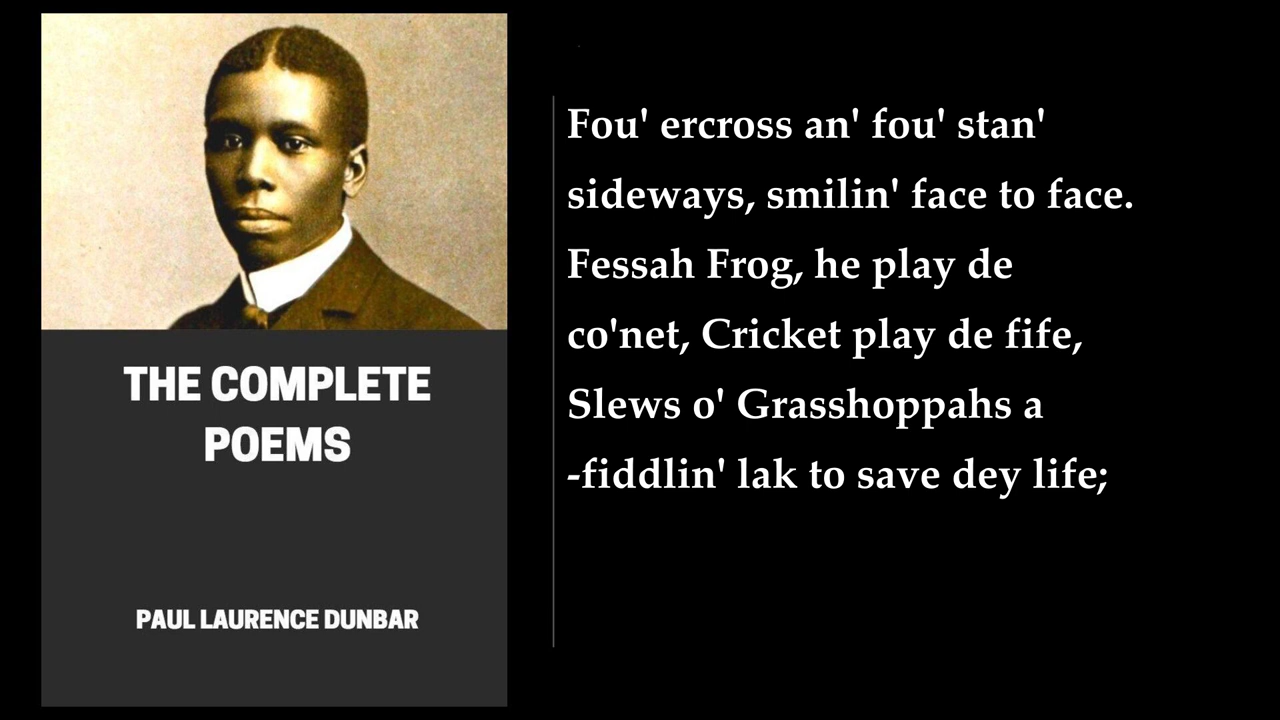 THE COMPLETE
POEMS
PAUL LAURENCE DUNBAR
Fou' ercross an' fou' stan'
sideways, smilin' face to face.
Fessah Frog, he play de
co'net, Cricket play de fife,
Slews o' Grasshoppahs a
-fiddlin' lak to save dey life;